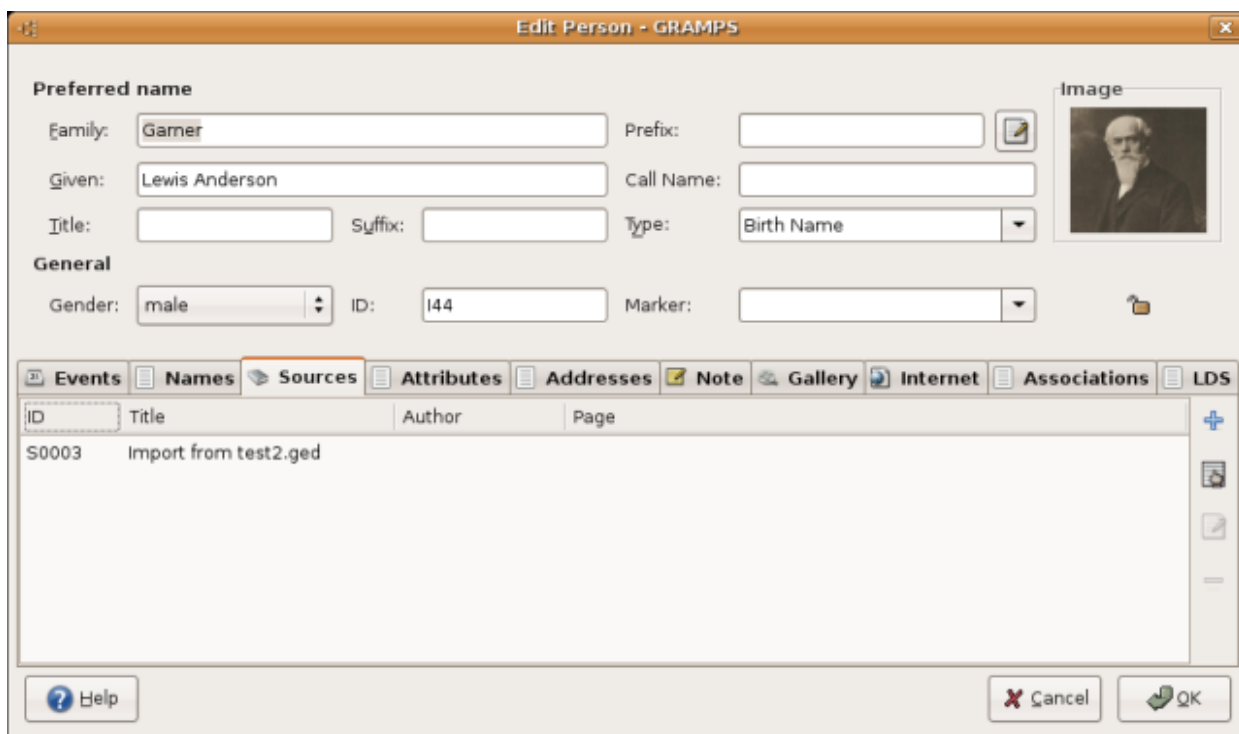 Edit Person - GRAMPS
Preferred name
Image
Family: Garner Prefix:
Given: Lewis Anderson Call Name:
Title: Suffix: Type: Birth Name
General
Gender: male ID: I44 Marker:
Events Names Sources Attributes Addresses Note Gallery Internet Associations LDS
ID Title Author Page
S0003 Import from test2.ged
Help Cancel OK